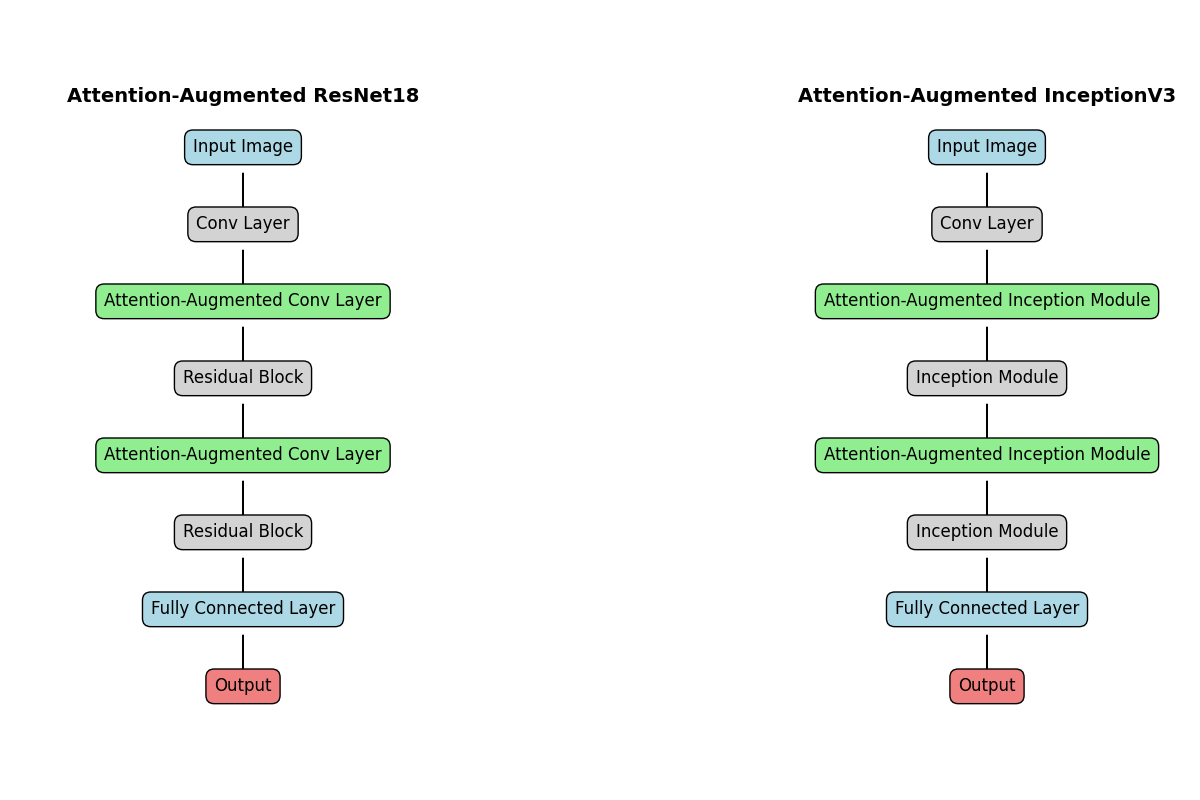 Attention-Augmented ResNet18
Input Image
Conv Layer
Attention-Augmented Conv Layer
Residual Block
Attention-Augmented Conv Layer
Residual Block
Fully Connected Layer
Output
Attention-Augmented InceptionV3
Input Image
Conv Layer
Attention-Augmented Inception Module
Inception Module
Attention-Augmented Inception Module
Inception Module
Fully Connected Layer
Output